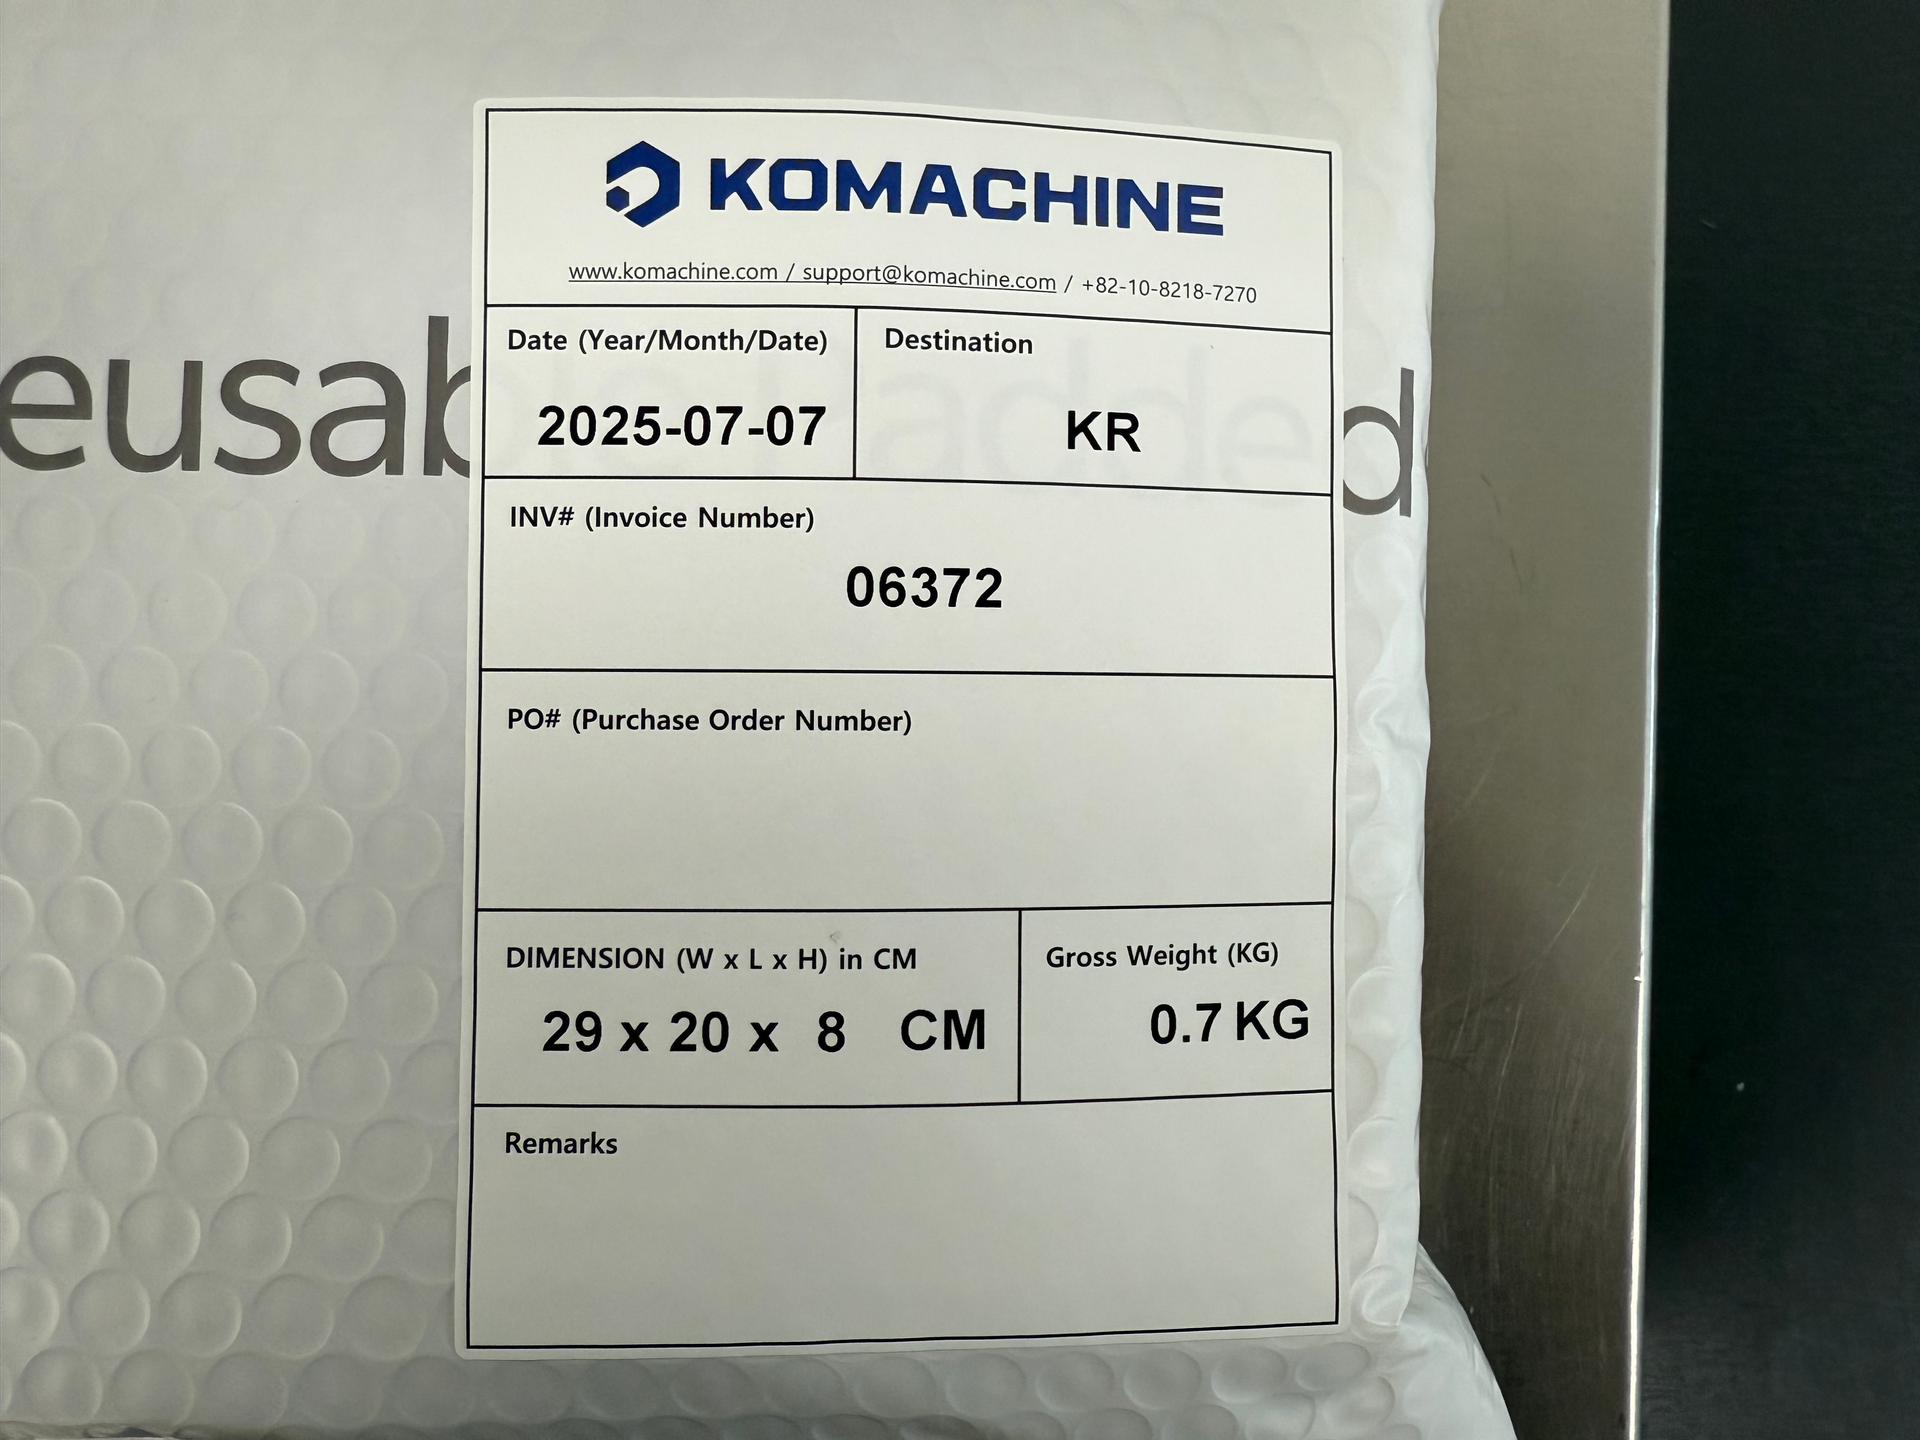 KOMACHINE
www.komachine.com / support@komachine.com / +82-10-8218-7270
Date (Year/Month/Date)
2025-07-07
Destination
KR
INV# (Invoice Number)
06372
PO# (Purchase Order Number)
DIMENSION (W x L x H) in CM
29 x 20 x 8 CM
Gross Weight (KG)
0.7 KG
Remarks